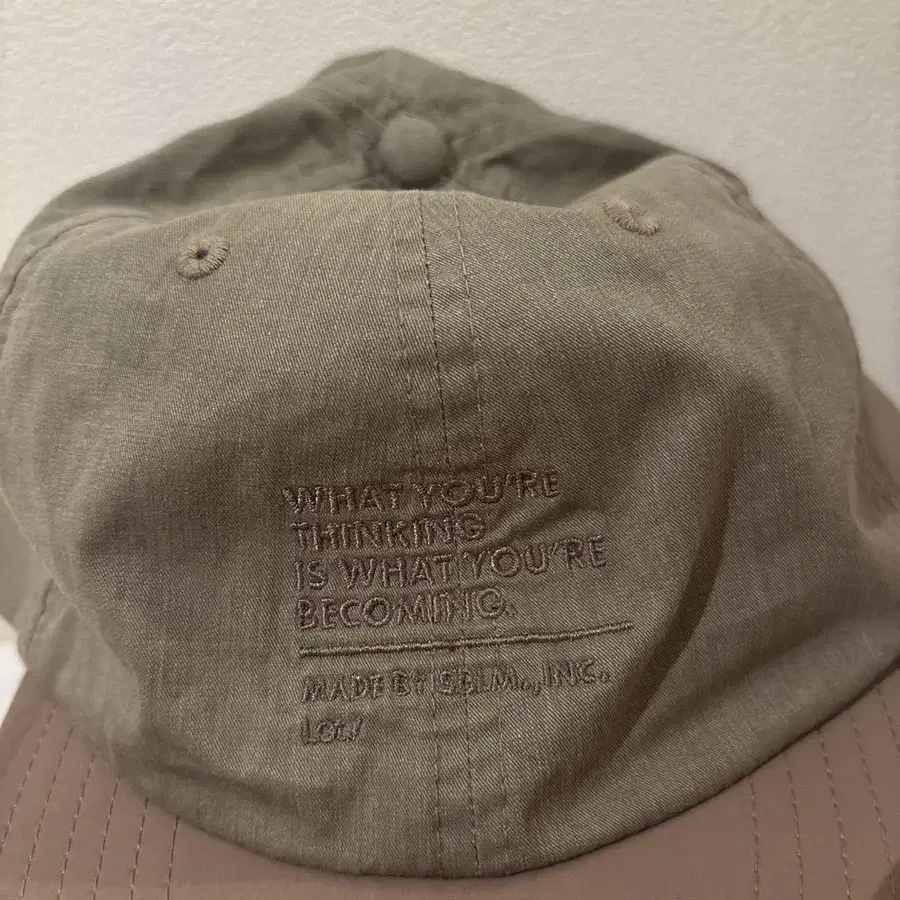 WHAT YOU'RE
THINKING
IS WHAT YOU'RE
BECOMING.
MADE BY INC.